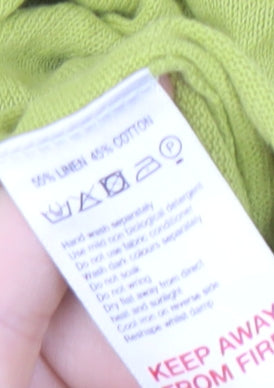 55% LINEN 45% COTTON
Hand wash separately
Use mild non biological detergent
Do not use fabric conditioner
Wash dark colours separately
Do not soak
Do not wring
Dry flat away from direct
heat and sunlight
Cool iron on reverse side
Reshape whilst damp
KEEP AWAY
FROM FIRE